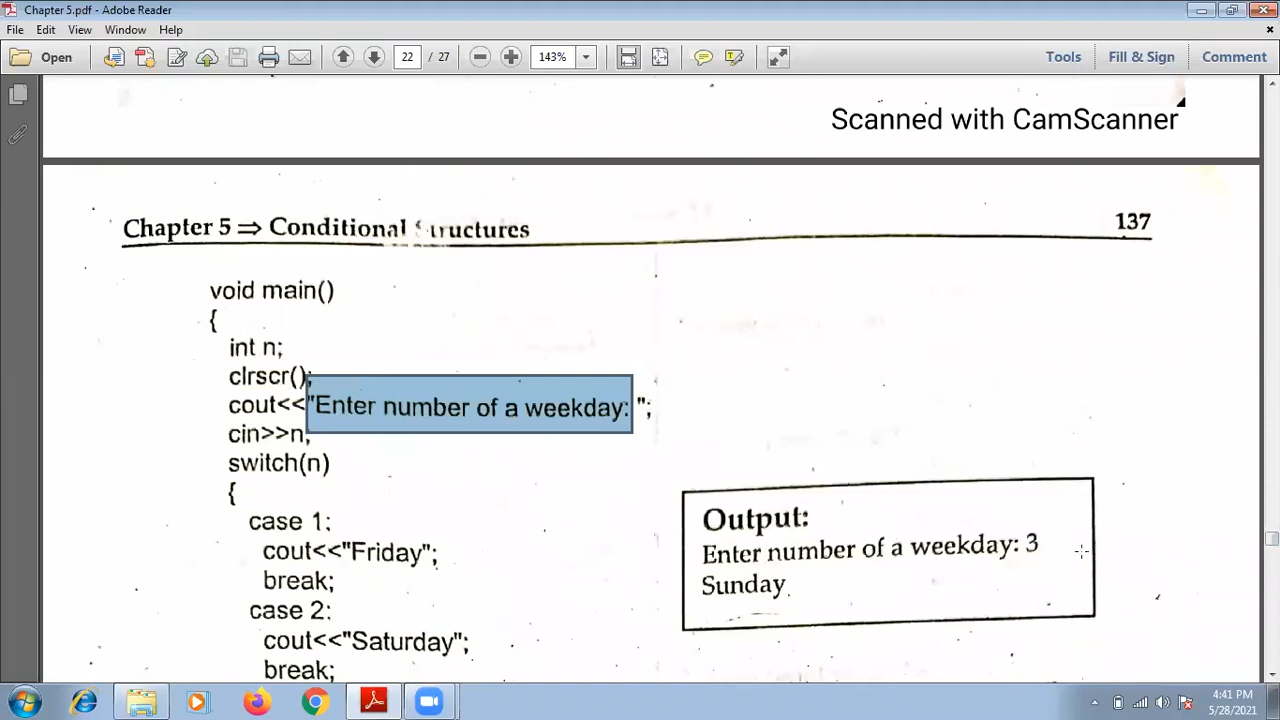 Chapter 5.pdf - Adobe Reader
File Edit View Window Help
Open 22 / 27 143% Tools Fill & Sign Comment
Scanned with CamScanner
Chapter 5 ⇒ Conditional Structures 137
void main()
{
int n;
clrscr();
cout<<"Enter number of a weekday: ";
cin>>n;
switch(n)
{
case 1:
cout<<"Friday";
break;
case 2:
cout<<"Saturday";
break;
Output:
Enter number of a weekday: 3
Sunday
4:41 PM
5/28/2021